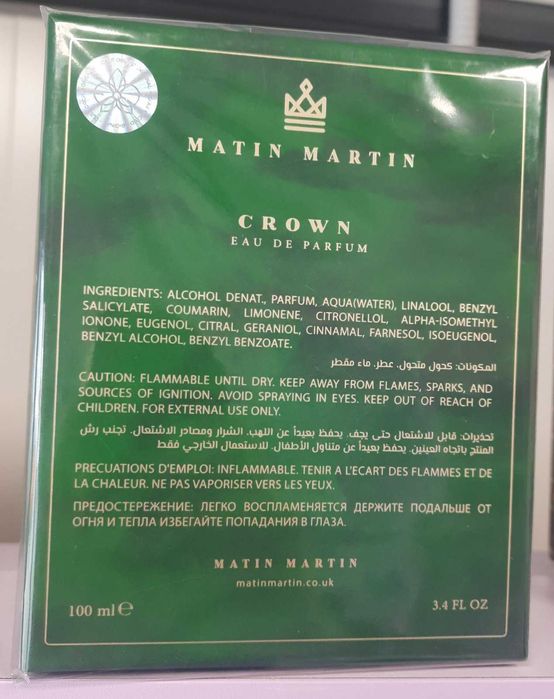 MATIN MARTIN
CROWN
EAU DE PARFUM
INGREDIENTS: ALCOHOL DENAT., PARFUM, AQUA(WATER), LINALOOL, BENZYL
SALICYLATE, COUMARIN, LIMONENE, CITRONELLOL, ALPHA-ISOMETHYL
IONONE, EUGENOL, CITRAL, GERANIOL, CINNAMAL, FARNESOL, ISOEUGENOL,
BENZYL ALCOHOL, BENZYL BENZOATE.
المكونات: كحول متحول، عطر، ماء مقطر
CAUTION: FLAMMABLE UNTIL DRY. KEEP AWAY FROM FLAMES, SPARKS, AND
SOURCES OF IGNITION. AVOID SPRAYING IN EYES. KEEP OUT OF REACH OF
CHILDREN. FOR EXTERNAL USE ONLY.
تحذيرات: قابل للاشتعال حتى يجف. يحفظ بعيداً عن اللهب، الشرار ومصادر الاشتعال. تجنب رش
المنتج باتجاه العينين. يحفظ بعيداً عن متناول الأطفال. للاستعمال الخارجي فقط
PRECUATIONS D'EMPLOI: INFLAMMABLE. TENIR A L'ECART DES FLAMMES ET DE
LA CHALEUR. NE PAS VAPORISER VERS LES YEUX.
ПРЕДОСТЕРЕЖЕНИЕ: ЛЕГКО ВОСПЛАМЕНЯЕТСЯ ДЕРЖИТЕ ПОДАЛЬШЕ ОТ
ОГНЯ И ТЕПЛА ИЗБЕГАЙТЕ ПОПАДАНИЯ В ГЛАЗА.
MATIN MARTIN
matinmartin.co.uk
100 ml e
3.4 FL OZ